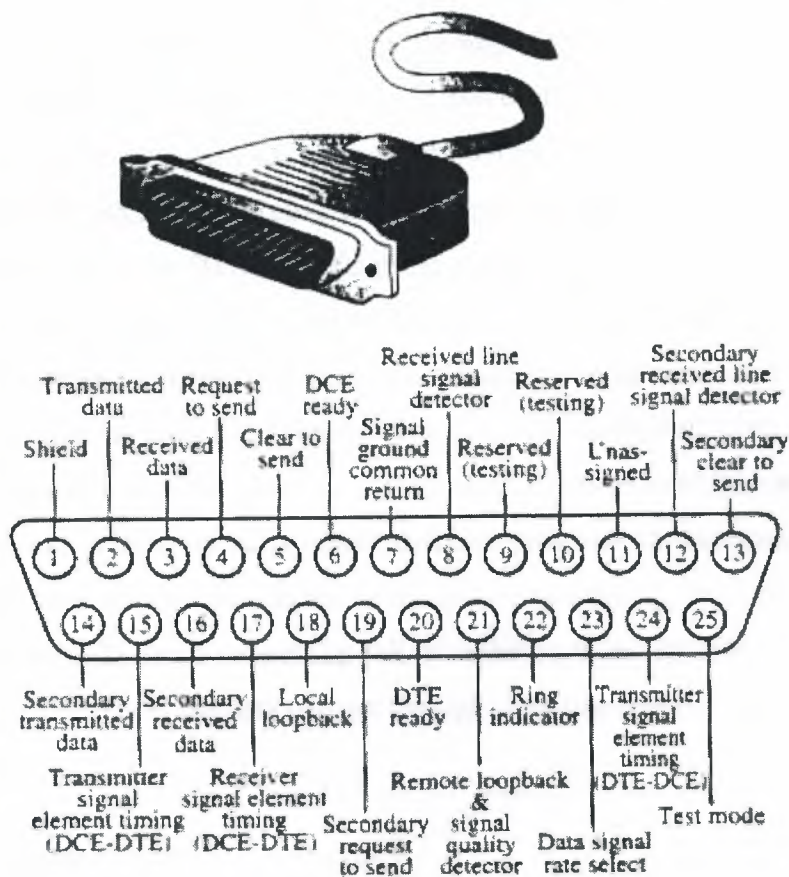 Shield
Transmitted
data
Received
data
Request
to send
Clear to
send
DCE
ready
Signal
ground
common
return
Received line
signal
detector
Reserved
(testing)
Reserved
(testing)
L'nas-
signed
Secondary
received line
signal detector
Secondary
clear to
send
1 2 3 4 5 6 7 8 9 10 11 12 13
14 15 16 17 18 19 20 21 22 23 24 25
Secondary
transmitted
data
Transmitter
signal
element timing
(DCE-DTE)
Secondary
received
data
Receiver
signal element
timing
(DCE-DTE)
Local
loopback
Secondary
request
to send
DTE
ready
Remote loopback
&
signal
quality
detector
Ring
indicator
Data signal
rate select
Transmitter
signal
element
timing
(DTE-DCE)
Test mode